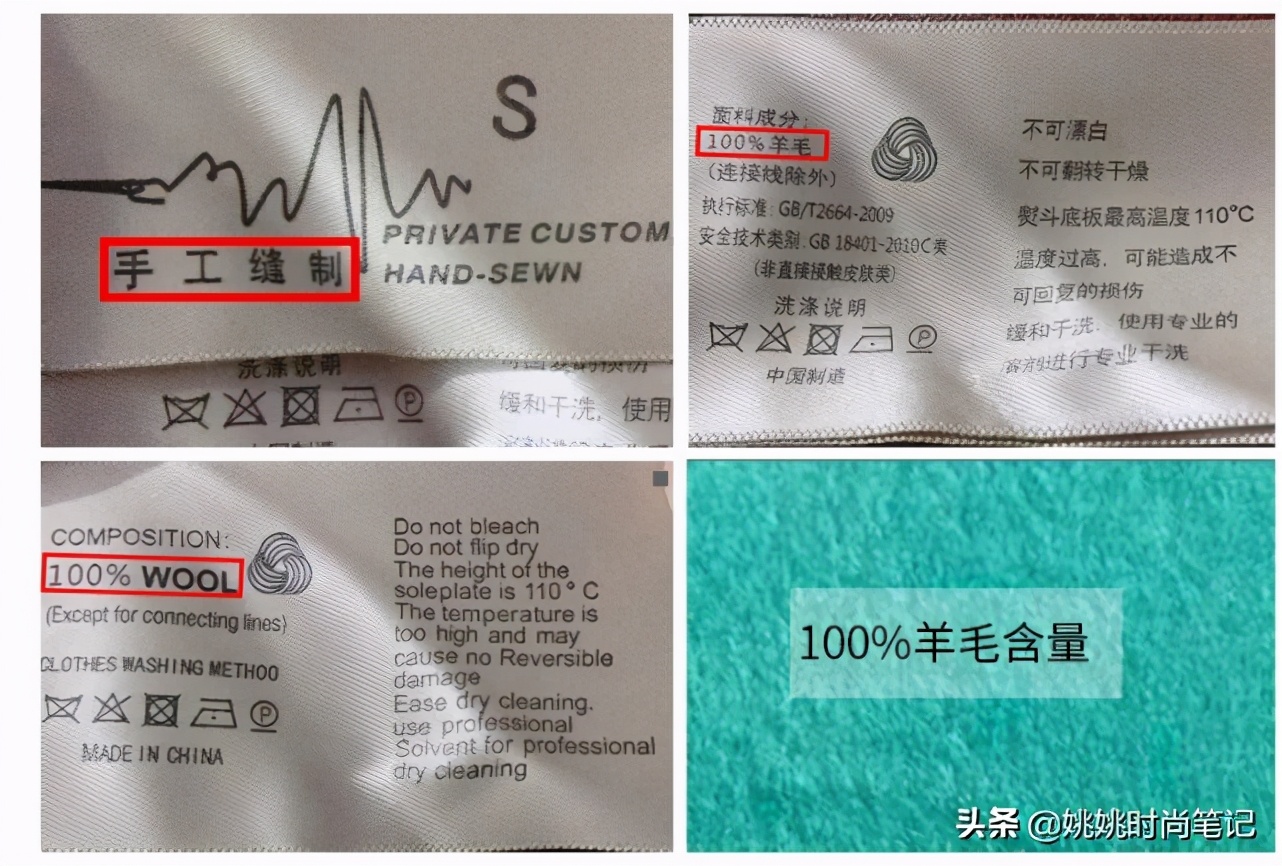 S
PRIVATE CUSTOM
手工缝制
HAND-SEWN
洗涤说明
缓和干洗, 使用
面料成分:
100%羊毛
(连接线除外)
执行标准: GB/T2664-2009
安全技术类别: GB 18401-2010C类
(非直接接触皮肤类)
洗涤说明
P
中国制造
不可漂白
不可翻转干燥
熨斗底板最高温度110°C
温度过高, 可能造成不
可回复的损伤
缓和干洗. 使用专业的
溶剂进行专业干洗
COMPOSITION:
100% WOOL
(Except for connecting lines)
CLOTHES WASHING METHOO
P
MADE IN CHINA
Do not bleach
Do not flip dry
The height of the
soleplate is 110° C
The temperature is
too high and may
cause no Reversible
damage
Ease dry cleaning.
use professional
Solvent for professional
dry cleaning
100%羊毛含量
头条 @姚姚时尚笔记